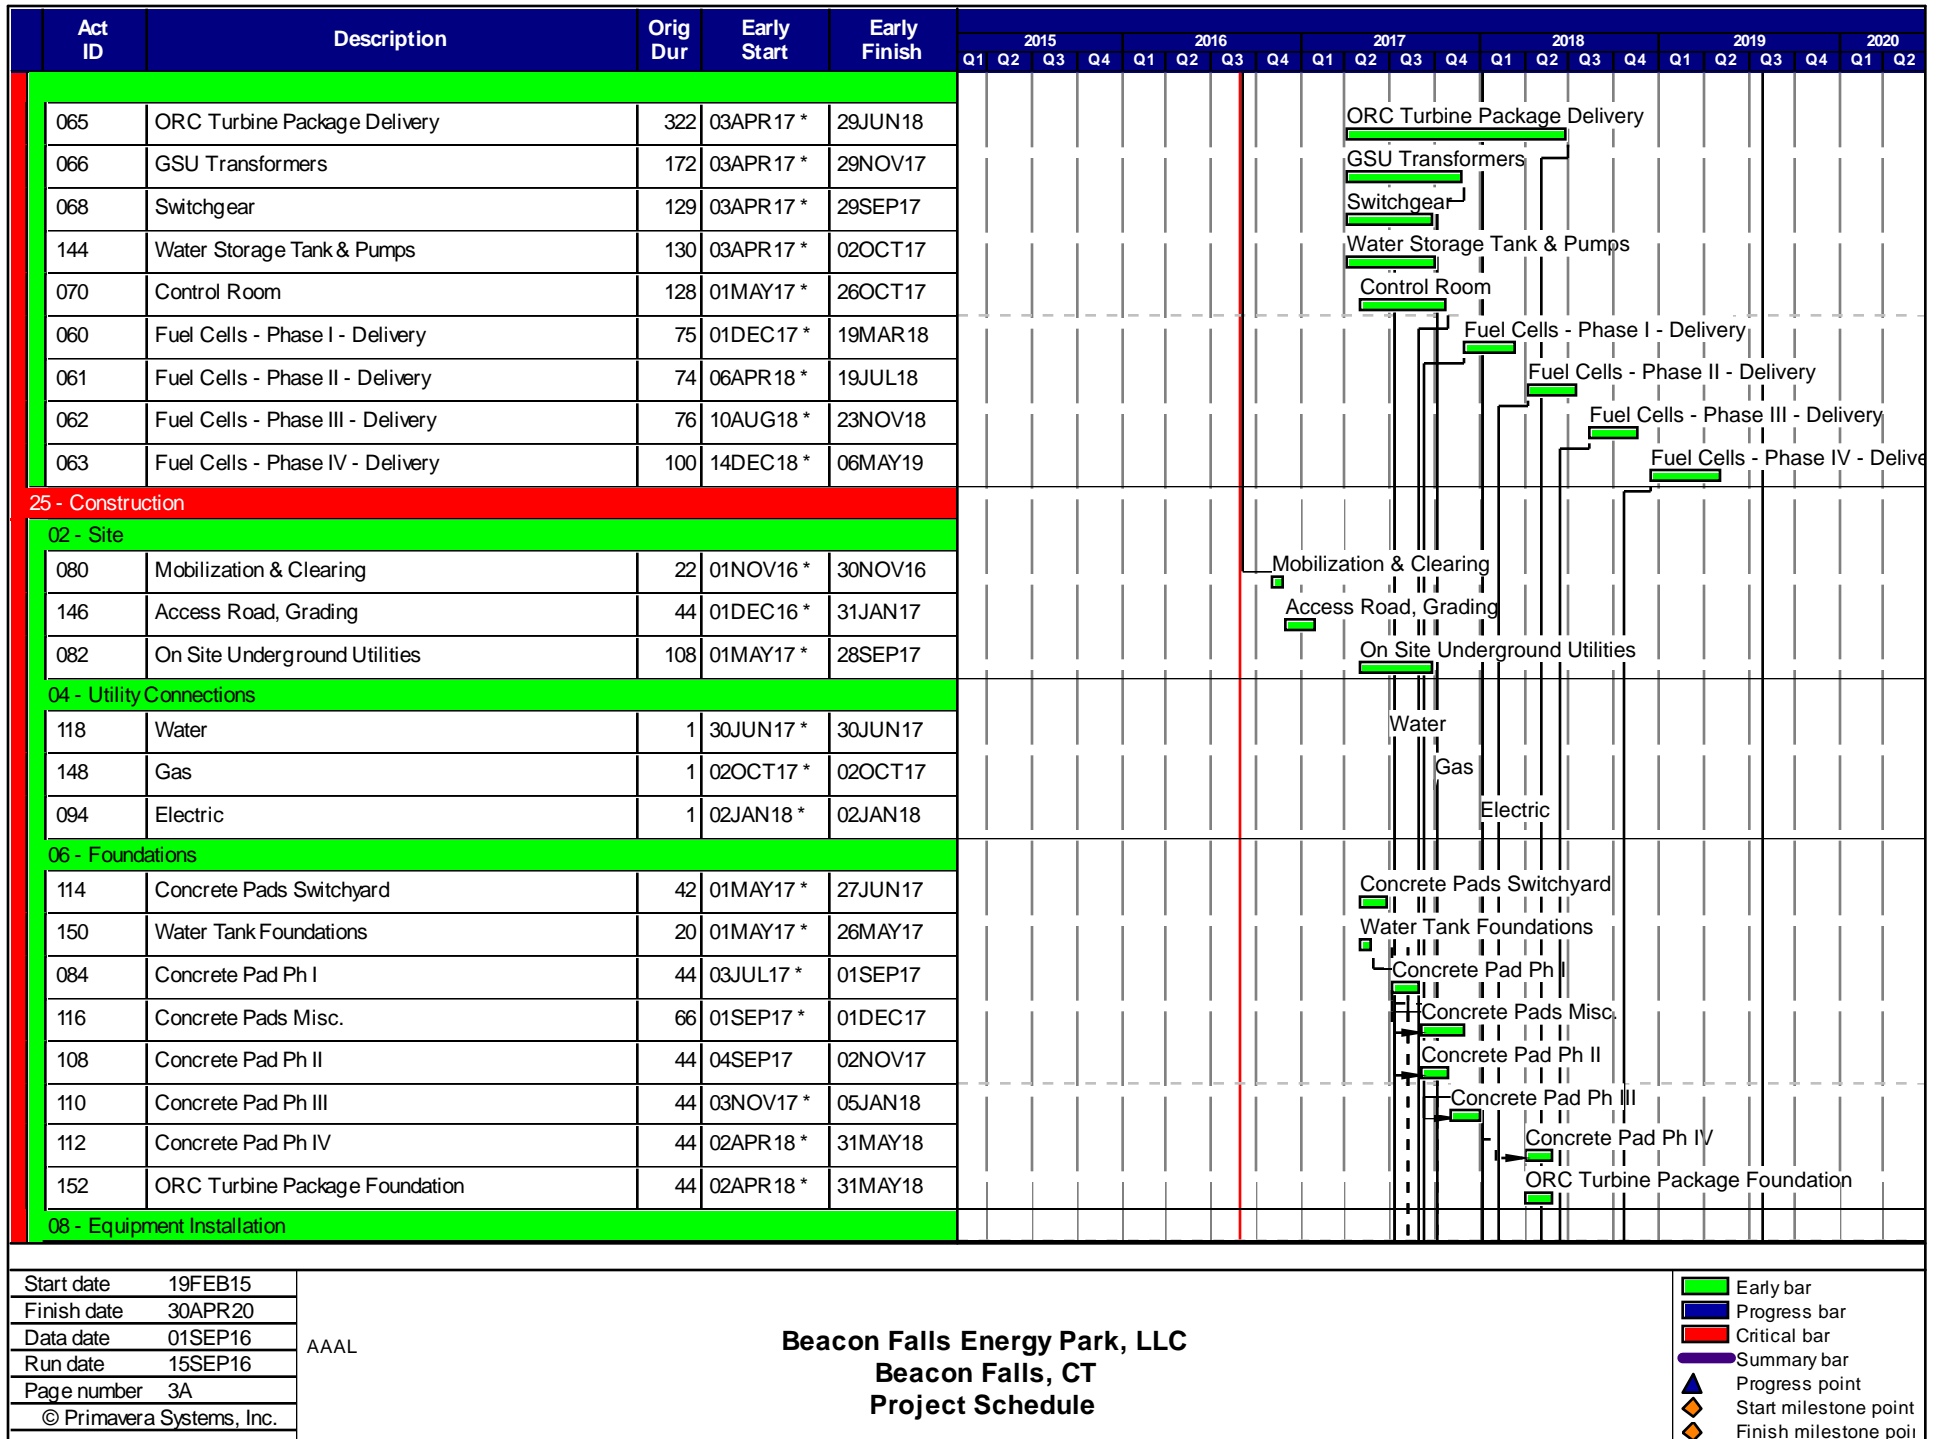 Act ID Description Orig Dur Early Start Early Finish
2015 2016 2017 2018 2019 2020
Q1 Q2 Q3 Q4 Q1 Q2 Q3 Q4 Q1 Q2 Q3 Q4 Q1 Q2 Q3 Q4 Q1 Q2 Q3 Q4 Q1 Q2
065 ORC Turbine Package Delivery 322 03APR17 * 29JUN18 ORC Turbine Package Delivery
066 GSU Transformers 172 03APR17 * 29NOV17 GSU Transformers
068 Switchgear 129 03APR17 * 29SEP17 Switchgear
144 Water Storage Tank & Pumps 130 03APR17 * 02OCT17 Water Storage Tank & Pumps
070 Control Room 128 01MAY17 * 26OCT17 Control Room
060 Fuel Cells - Phase I - Delivery 75 01DEC17 * 19MAR18 Fuel Cells - Phase I - Delivery
061 Fuel Cells - Phase II - Delivery 74 06APR18 * 19JUL18 Fuel Cells - Phase II - Delivery
062 Fuel Cells - Phase III - Delivery 76 10AUG18 * 23NOV18 Fuel Cells - Phase III - Delivery
063 Fuel Cells - Phase IV - Delivery 100 14DEC18 * 06MAY19 Fuel Cells - Phase IV - Delive
25 - Construction
02 - Site
080 Mobilization & Clearing 22 01NOV16 * 30NOV16 Mobilization & Clearing
146 Access Road, Grading 44 01DEC16 * 31JAN17 Access Road, Grading
082 On Site Underground Utilities 108 01MAY17 * 28SEP17 On Site Underground Utilities
04 - Utility Connections
118 Water 1 30JUN17 * 30JUN17 Water
148 Gas 1 02OCT17 * 02OCT17 Gas
094 Electric 1 02JAN18 * 02JAN18 Electric
06 - Foundations
114 Concrete Pads Switchyard 42 01MAY17 * 27JUN17 Concrete Pads Switchyard
150 Water Tank Foundations 20 01MAY17 * 26MAY17 Water Tank Foundations
084 Concrete Pad Ph I 44 03JUL17 * 01SEP17 Concrete Pad Ph I
116 Concrete Pads Misc. 66 01SEP17 * 01DEC17 Concrete Pads Misc.
108 Concrete Pad Ph II 44 04SEP17 02NOV17 Concrete Pad Ph II
110 Concrete Pad Ph III 44 03NOV17 * 05JAN18 Concrete Pad Ph III
112 Concrete Pad Ph IV 44 02APR18 * 31MAY18 Concrete Pad Ph IV
152 ORC Turbine Package Foundation 44 02APR18 * 31MAY18 ORC Turbine Package Foundation
08 - Equipment Installation
Start date 19FEB15
Finish date 30APR20
Data date 01SEP16
Run date 15SEP16
Page number 3A
© Primavera Systems, Inc.
AAAL
Beacon Falls Energy Park, LLC
Beacon Falls, CT
Project Schedule
Early bar
Progress bar
Critical bar
Summary bar
Progress point
Start milestone point
Finish milestone poi